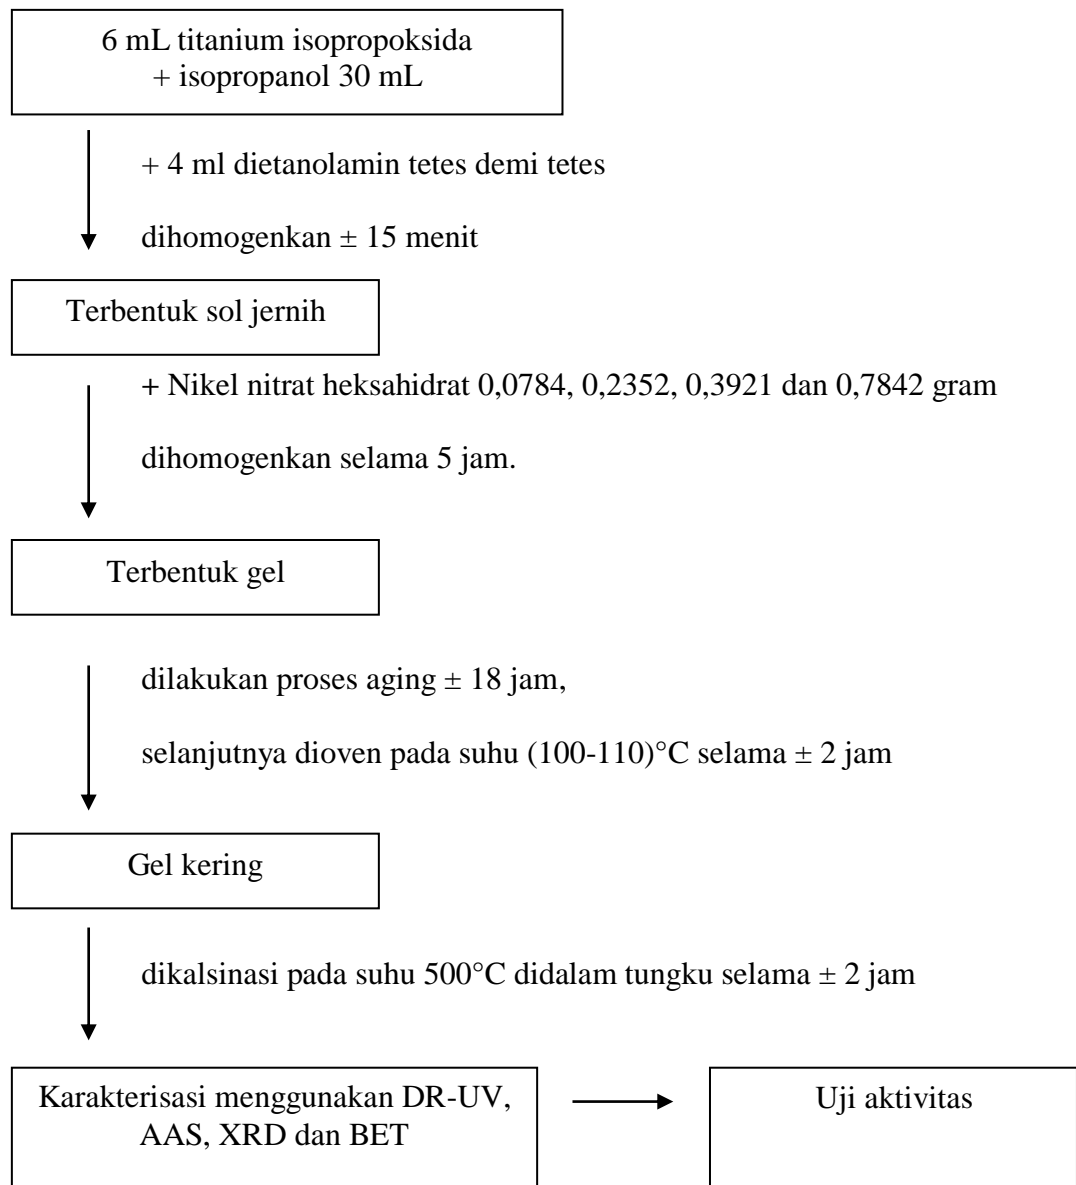 6 mL titanium isopropoksida
+ isopropanol 30 mL
+ 4 ml dietanolamin tetes demi tetes
dihomogenkan ± 15 menit
Terbentuk sol jernih
+ Nikel nitrat heksahidrat 0,0784, 0,2352, 0,3921 dan 0,7842 gram
dihomogenkan selama 5 jam.
Terbentuk gel
dilakukan proses aging ± 18 jam,
selanjutnya dioven pada suhu (100-110)°C selama ± 2 jam
Gel kering
dikalsinasi pada suhu 500°C didalam tungku selama ± 2 jam
Karakterisasi menggunakan DR-UV,
AAS, XRD dan BET
Uji aktivitas